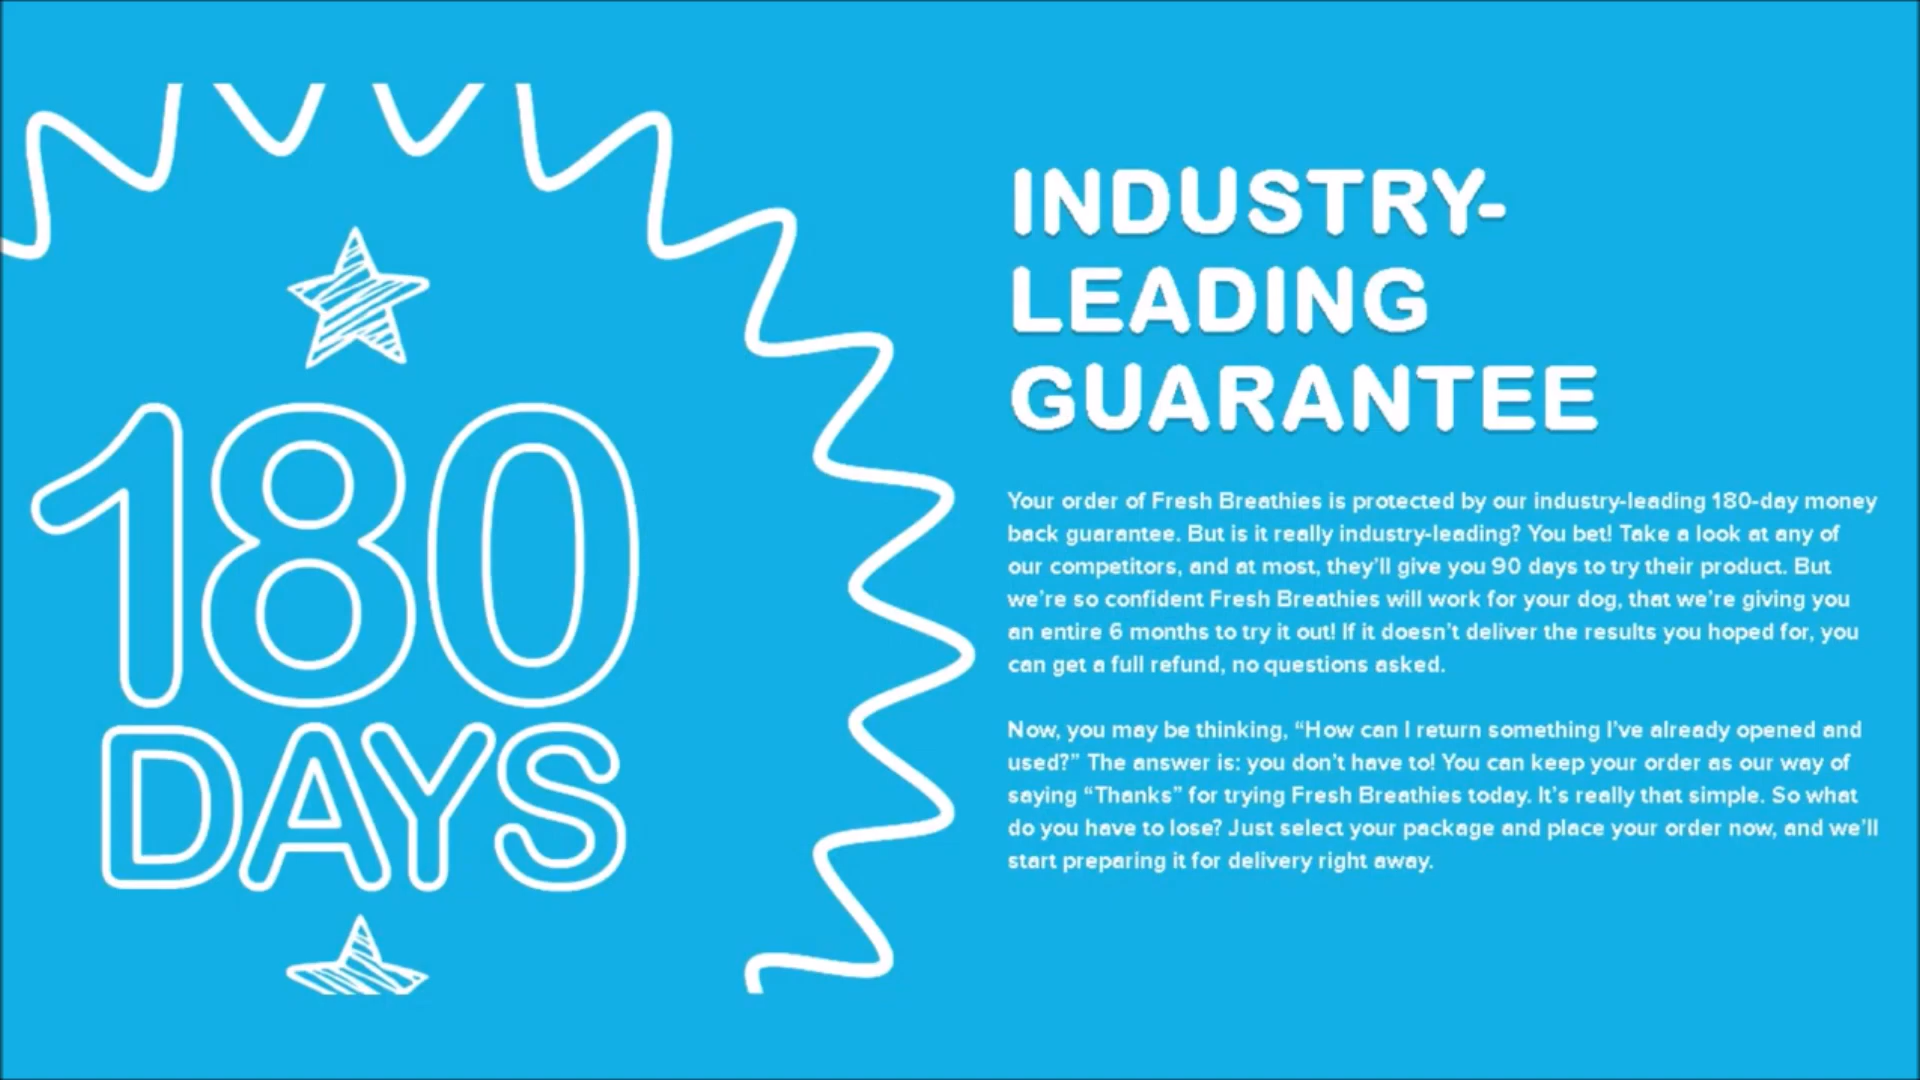 180
DAYS
INDUSTRY-
LEADING
GUARANTEE
Your order of Fresh Breathies is protected by our industry-leading 180-day money
back guarantee. But is it really industry-leading? You bet! Take a look at any of
our competitors, and at most, they'll give you 90 days to try their product. But
we're so confident Fresh Breathies will work for your dog, that we're giving you
an entire 6 months to try it out! If it doesn't deliver the results you hoped for, you
can get a full refund, no questions asked.
Now, you may be thinking, “How can I return something I've already opened and
used?” The answer is: you don't have to! You can keep your order as our way of
saying “Thanks” for trying Fresh Breathies today. It's really that simple. So what
do you have to lose? Just select your package and place your order now, and we'll
start preparing it for delivery right away.